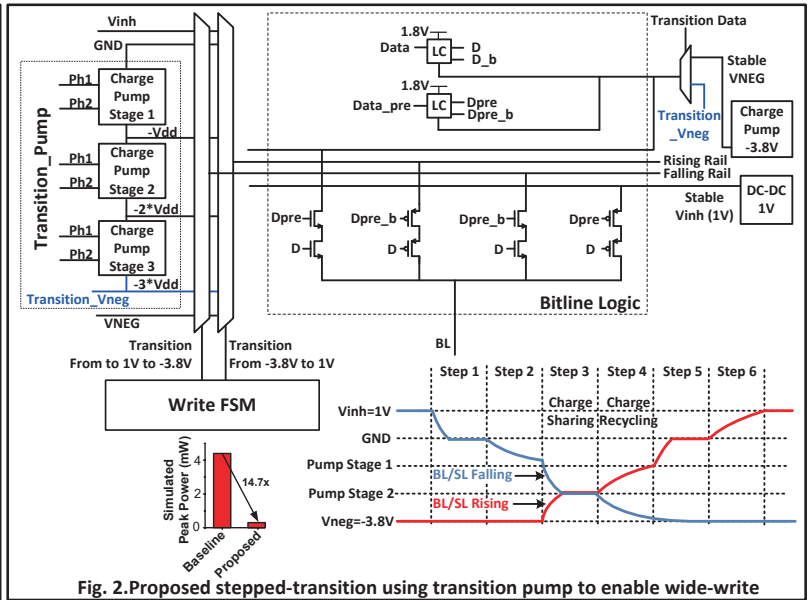 Vinh
GND
Transition_Pump
Ph1
Ph2
Charge
Pump
Stage 1
-Vdd
Ph1
Ph2
Charge
Pump
Stage 2
-2*Vdd
Ph1
Ph2
Charge
Pump
Stage 3
-3*Vdd
Transition_Vneg
VNEG
Transition
From to 1V to -3.8V
Transition
From -3.8V to 1V
Write FSM
1.8V
Data
LC
D
D_b
1.8V
Data_pre
LC
Dpre
Dpre_b
Transition Data
Stable
VNEG
Transition
_Vneg
Charge
Pump
-3.8V
Rising Rail
Falling Rail
Stable
Vinh (1V)
DC-DC
1V
Dpre
D
Dpre_b
D
Dpre_b
D
Dpre
D
Bitline Logic
BL
Simulated
Peak Power (mW)
4
2
0
14.7x
Baseline
Proposed
Step 1
Step 2
Step 3
Step 4
Step 5
Step 6
Charge
Sharing
Charge
Recycling
Vinh=1V
GND
Pump Stage 1
Pump Stage 2
Vneg=-3.8V
BL/SL Falling
BL/SL Rising
Fig. 2.Proposed stepped-transition using transition pump to enable wide-write